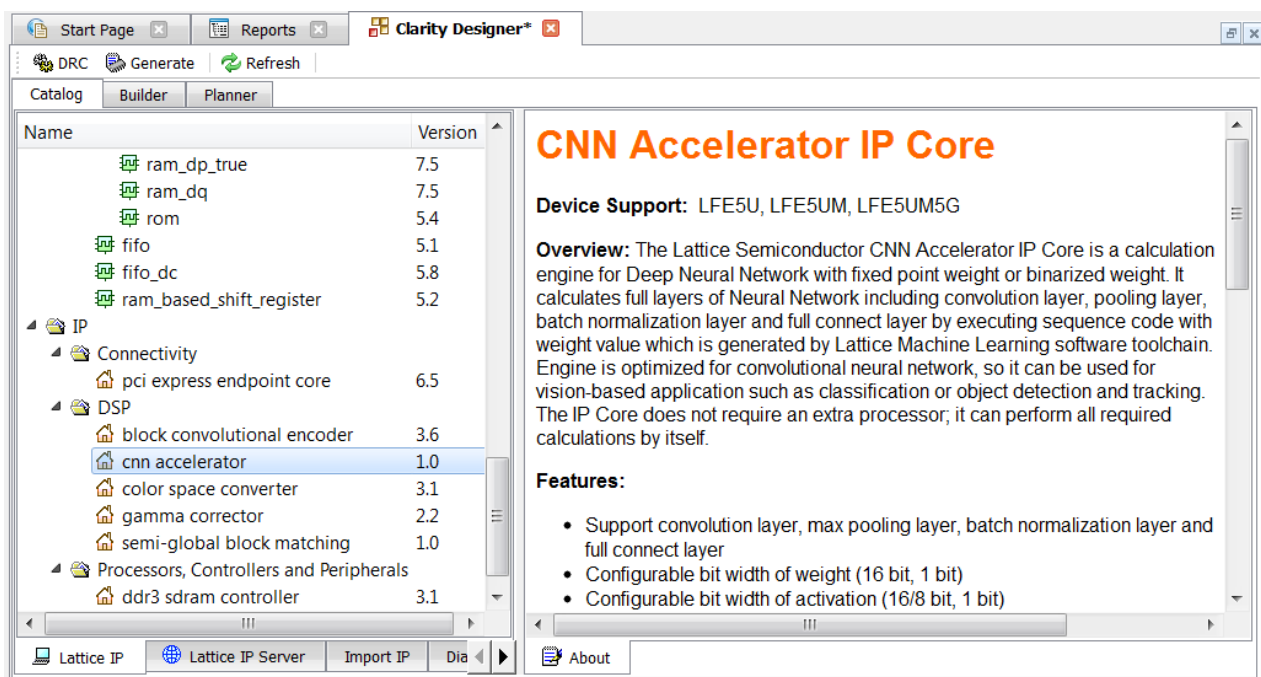 Start Page
Reports
Clarity Designer*
DRC Generate Refresh
Catalog Builder Planner
Name Version
ram_dp_true 7.5
ram_dq 7.5
rom 5.4
fifo 5.1
fifo_dc 5.8
ram_based_shift_register 5.2
IP
Connectivity
pci express endpoint core 6.5
DSP
block convolutional encoder 3.6
cnn accelerator 1.0
color space converter 3.1
gamma corrector 2.2
semi-global block matching 1.0
Processors, Controllers and Peripherals
ddr3 sdram controller 3.1
Lattice IP Lattice IP Server Import IP Dia
CNN Accelerator IP Core
Device Support: LFE5U, LFE5UM, LFE5UM5G
Overview: The Lattice Semiconductor CNN Accelerator IP Core is a calculation
engine for Deep Neural Network with fixed point weight or binarized weight. It
calculates full layers of Neural Network including convolution layer, pooling layer,
batch normalization layer and full connect layer by executing sequence code with
weight value which is generated by Lattice Machine Learning software toolchain.
Engine is optimized for convolutional neural network, so it can be used for
vision-based application such as classification or object detection and tracking.
The IP Core does not require an extra processor; it can perform all required
calculations by itself.
Features:
• Support convolution layer, max pooling layer, batch normalization layer and
full connect layer
• Configurable bit width of weight (16 bit, 1 bit)
• Configurable bit width of activation (16/8 bit, 1 bit)
About